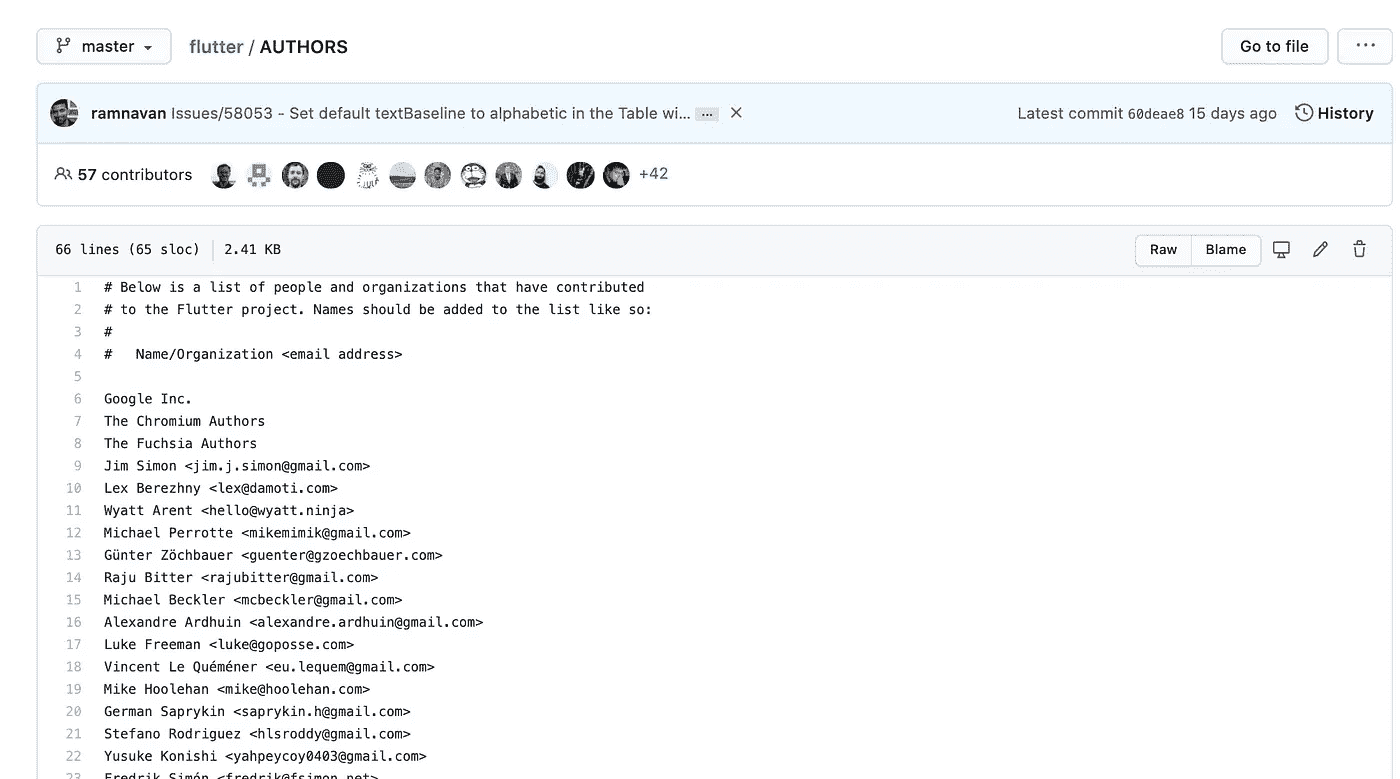 master
flutter / AUTHORS
Go to file
...
ramnavan Issues/58053 - Set default textBaseline to alphabetic in the Table wi... ...
Latest commit 60deae8 15 days ago
History
57 contributors
+42
66 lines (65 sloc) 2.41 KB
Raw
Blame
1 # Below is a list of people and organizations that have contributed
2 # to the Flutter project. Names should be added to the list like so:
3 #
4 #   Name/Organization <email address>
5
6 Google Inc.
7 The Chromium Authors
8 The Fuchsia Authors
9 Jim Simon <jim.j.simon@gmail.com>
10 Lex Berezhny <lex@damoti.com>
11 Wyatt Arent <hello@wyatt.ninja>
12 Michael Perrotte <mikemimik@gmail.com>
13 Günter Zöchbauer <guenter@gzoechbauer.com>
14 Raju Bitter <rajubitter@gmail.com>
15 Michael Beckler <mcbeckler@gmail.com>
16 Alexandre Ardhuin <alexandre.ardhuin@gmail.com>
17 Luke Freeman <luke@goposse.com>
18 Vincent Le Quéméner <eu.lequem@gmail.com>
19 Mike Hoolehan <mike@hoolehan.com>
20 German Saprykin <saprykin.h@gmail.com>
21 Stefano Rodriguez <hlsroddy@gmail.com>
22 Yusuke Konishi <yahpeycoy0403@gmail.com>
23 Fredrik Simón <fredrik@fsimon.net>